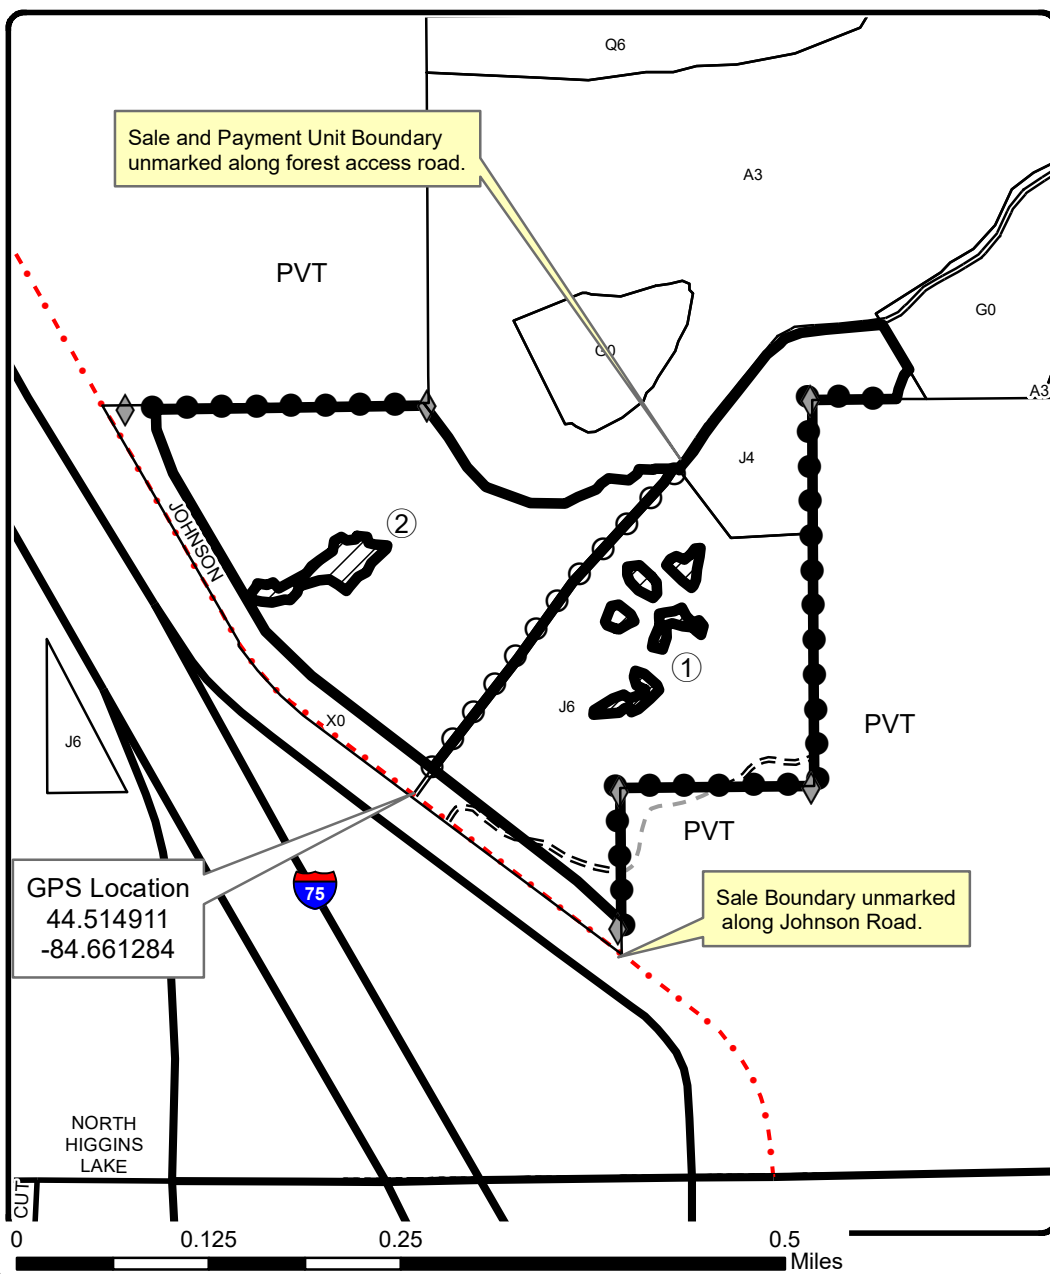 Q6
Sale and Payment Unit Boundary
unmarked along forest access road.
A3
PVT
G0
G0
A3
J4
2
JOHNSON
1
J6
X0
PVT
J6
PVT
GPS Location
44.514911
-84.661284
75
Sale Boundary unmarked
along Johnson Road.
NORTH
HIGGINS
LAKE
CUT
0 0.125 0.25 0.5
Miles